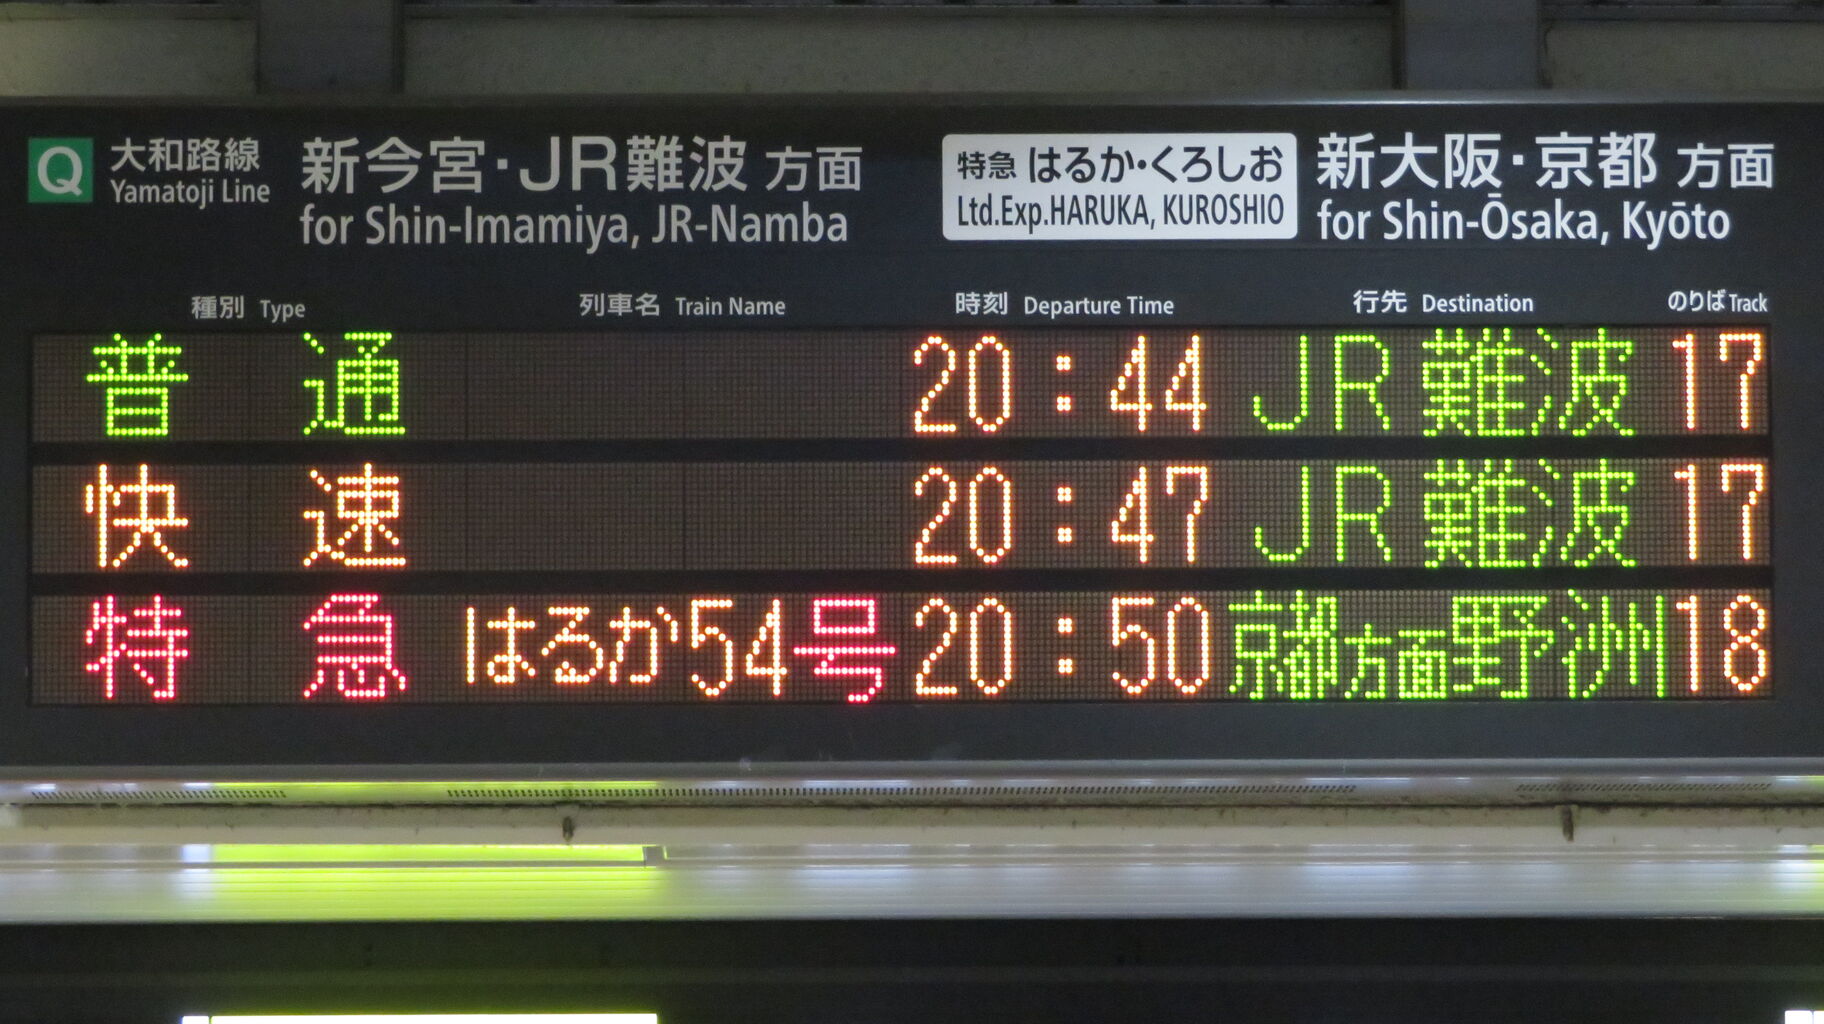 Q 大和路線 新今宮・JR難波 方面 特急 はるか・くろしお 新大阪・京都 方面
Yamatoji Line for Shin-Imamiya, JR-Namba Ltd.Exp.HARUKA, KUROSHIO for Shin-Ōsaka, Kyōto
種別 Type 列車名 Train Name 時刻 Departure Time 行先 Destination のりば Track
普通 20:44 JR難波 17
快速 20:47 JR難波 17
特急 はるか54号 20:50 京都方面野洲 18